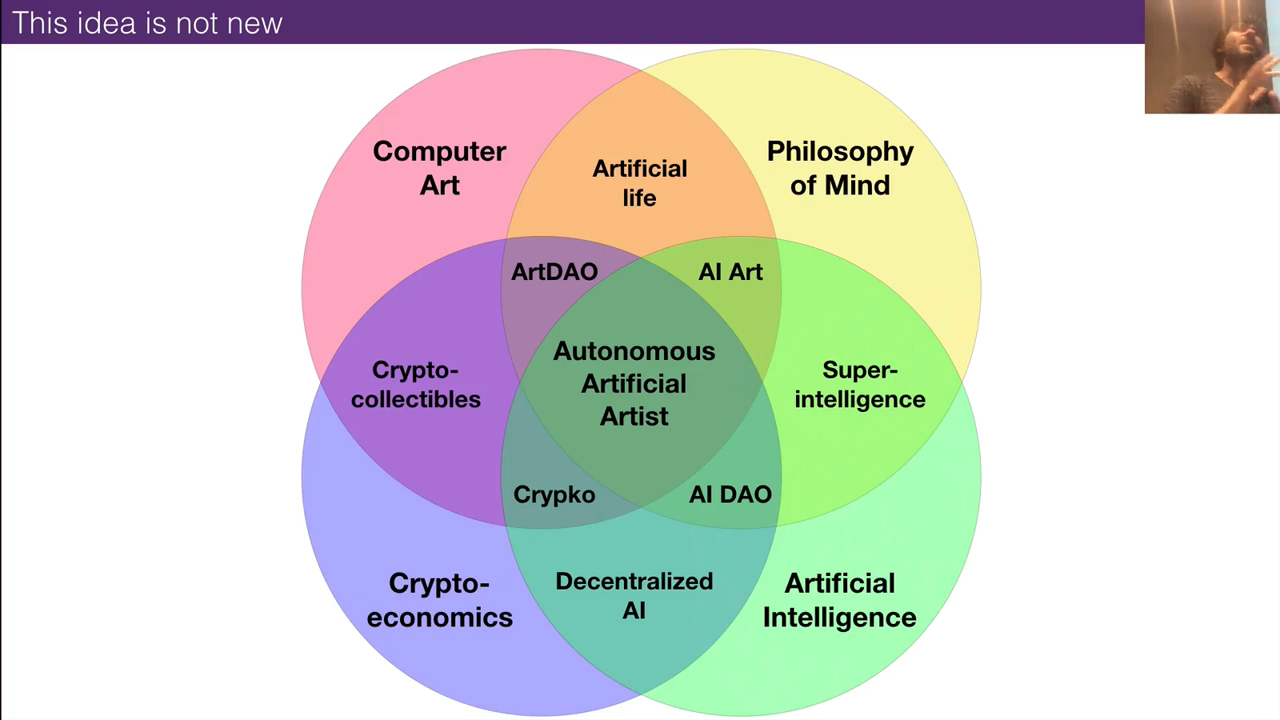 This idea is not new
Computer
Art
Artificial
life
Philosophy
of Mind
ArtDAO
AI Art
Crypto-
collectibles
Autonomous
Artificial
Artist
Super-
intelligence
Crypko
AI DAO
Crypto-
economics
Decentralized
AI
Artificial
Intelligence